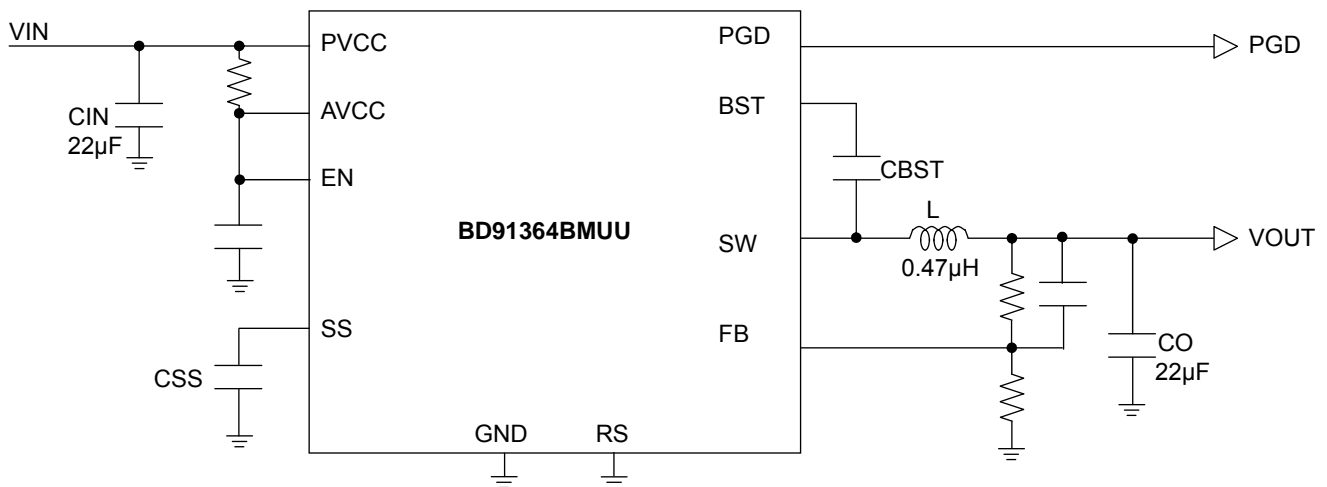 VIN
PVCC
PGD
PGD
CIN
22µF
AVCC
BST
CBST
EN
BD91364BMUU
SW
L
0.47µH
VOUT
SS
FB
CSS
CO
22µF
GND
RS